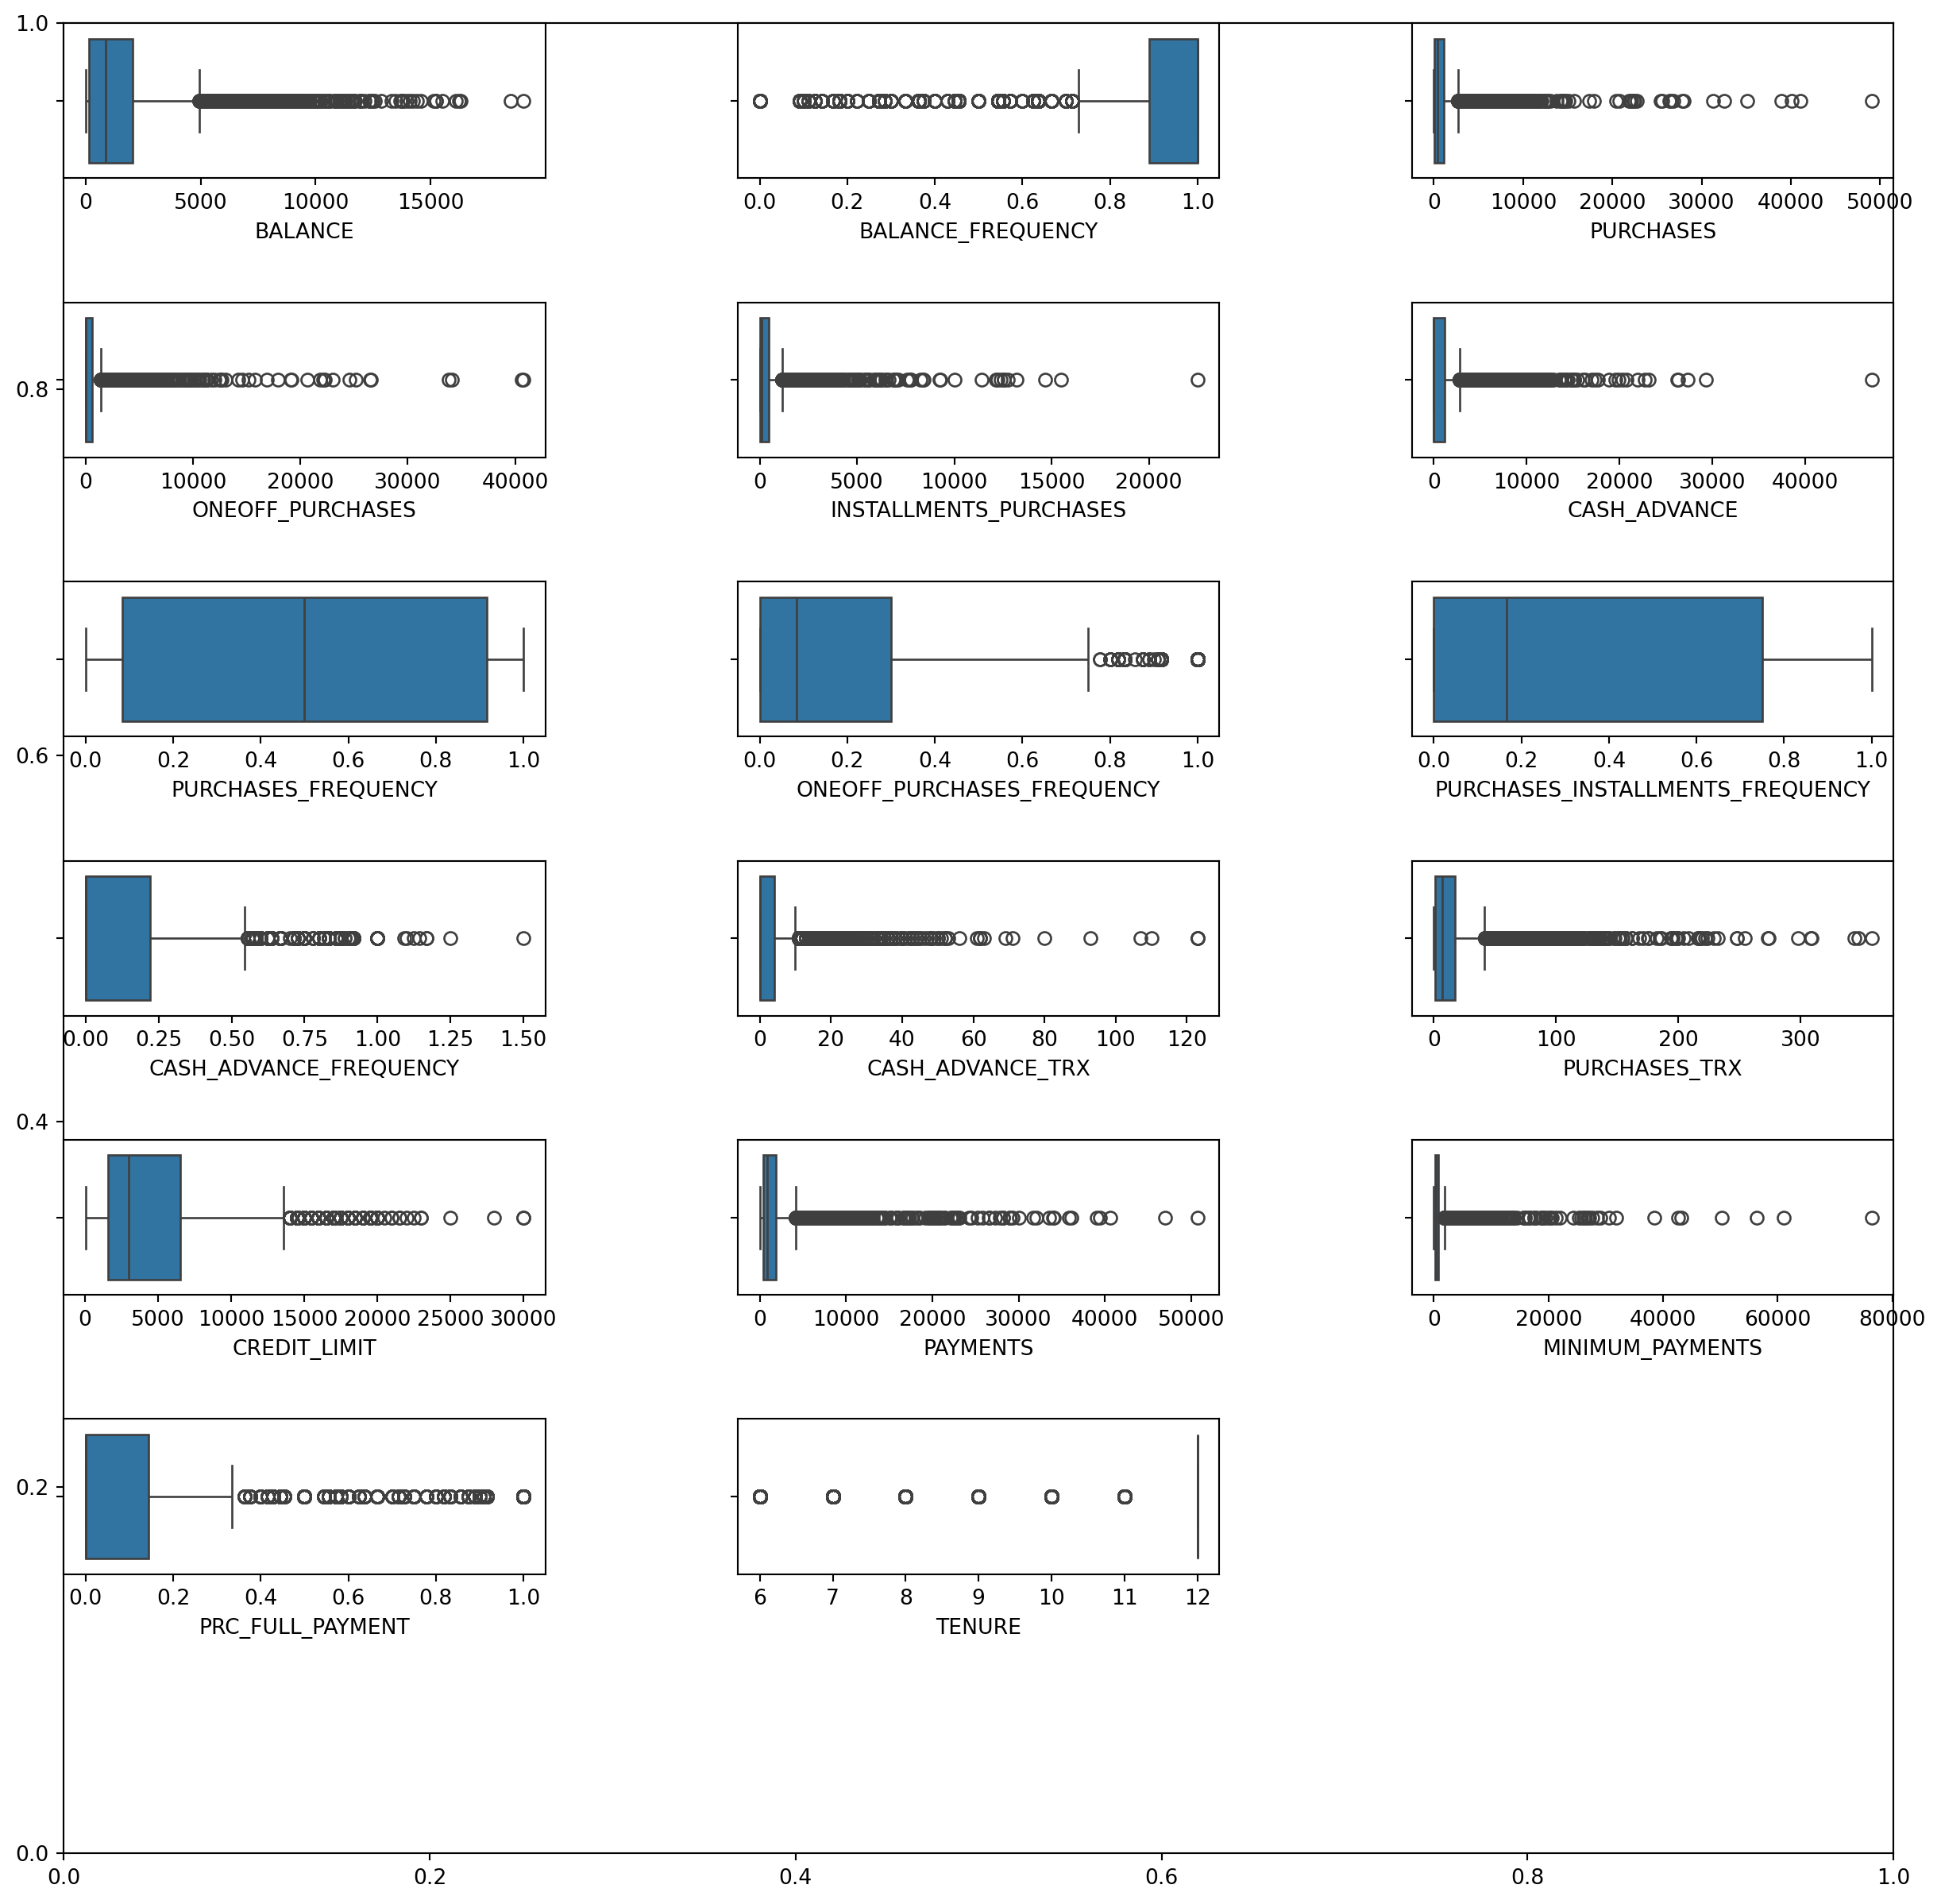 1.0
0 5000 10000 15000
BALANCE
0.0 0.2 0.4 0.6 0.8 1.0
BALANCE_FREQUENCY
0 10000 20000 30000 40000 50000
PURCHASES
0.8
0 10000 20000 30000 40000
ONEOFF_PURCHASES
0 5000 10000 15000 20000
INSTALLMENTS_PURCHASES
0 10000 20000 30000 40000
CASH_ADVANCE
0.6
0.0 0.2 0.4 0.6 0.8 1.0
PURCHASES_FREQUENCY
0.0 0.2 0.4 0.6 0.8 1.0
ONEOFF_PURCHASES_FREQUENCY
0.0 0.2 0.4 0.6 0.8 1.0
PURCHASES_INSTALLMENTS_FREQUENCY
0.00 0.25 0.50 0.75 1.00 1.25 1.50
CASH_ADVANCE_FREQUENCY
0 20 40 60 80 100 120
CASH_ADVANCE_TRX
0 100 200 300
PURCHASES_TRX
0.4
0 5000 10000 15000 20000 25000 30000
CREDIT_LIMIT
0 10000 20000 30000 40000 50000
PAYMENTS
0 20000 40000 60000 80000
MINIMUM_PAYMENTS
0.2
0.0 0.2 0.4 0.6 0.8 1.0
PRC_FULL_PAYMENT
6 7 8 9 10 11 12
TENURE
0.0
0.0 0.2 0.4 0.6 0.8 1.0